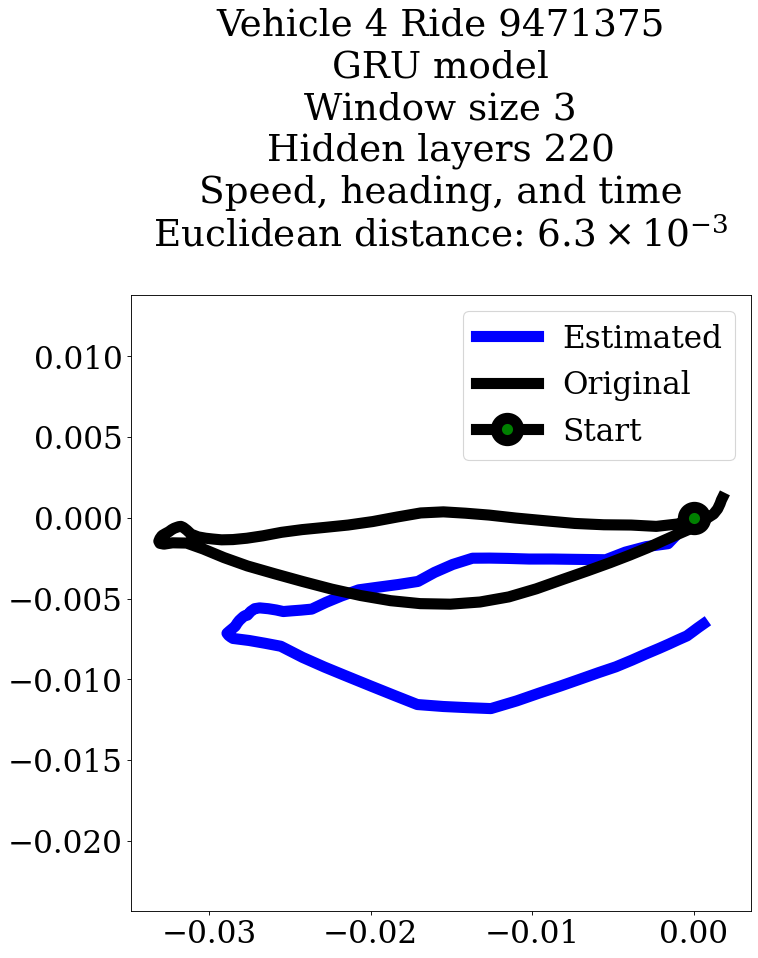 Vehicle 4 Ride 9471375
GRU model
Window size 3
Hidden layers 220
Speed, heading, and time
Euclidean distance: 6.3 × 10⁻³
Estimated
Original
Start
0.010
0.005
0.000
−0.005
−0.010
−0.015
−0.020
−0.03 −0.02 −0.01 0.00